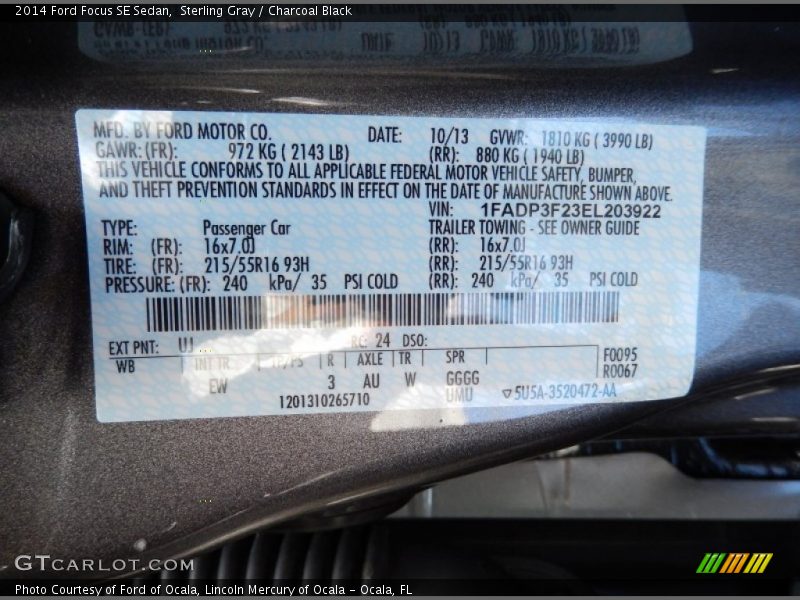 2014 Ford Focus SE Sedan,  Sterling Gray / Charcoal Black
MFD. BY FORD MOTOR CO. DATE: 10/13 GVWR: 1810 KG ( 3990 LB)
GAWR: (FR): 972 KG ( 2143 LB) (RR): 880 KG ( 1940 LB)
THIS VEHICLE CONFORMS TO ALL APPLICABLE FEDERAL MOTOR VEHICLE SAFETY, BUMPER,
AND THEFT PREVENTION STANDARDS IN EFFECT ON THE DATE OF MANUFACTURE SHOWN ABOVE.
VIN: 1FADP3F23EL203922
TYPE: Passenger Car TRAILER TOWING - SEE OWNER GUIDE
RIM: (FR): 16x7.0J (RR): 16x7.0J
TIRE: (FR): 215/55R16 93H (RR): 215/55R16 93H
PRESSURE: (FR): 240 kPa/ 35 PSI COLD (RR): 240 kPa/ 35 PSI COLD
EXT PNT: UJ RC: 24 DSO:
WB INT TR TP/PS R AXLE TR SPR F0095
EW 3 AU W GGGG R0067
1201310265710 UMU 5U5A-3520472-AA
GTCARLOT.COM
Photo Courtesy of Ford of Ocala, Lincoln Mercury of Ocala - Ocala, FL